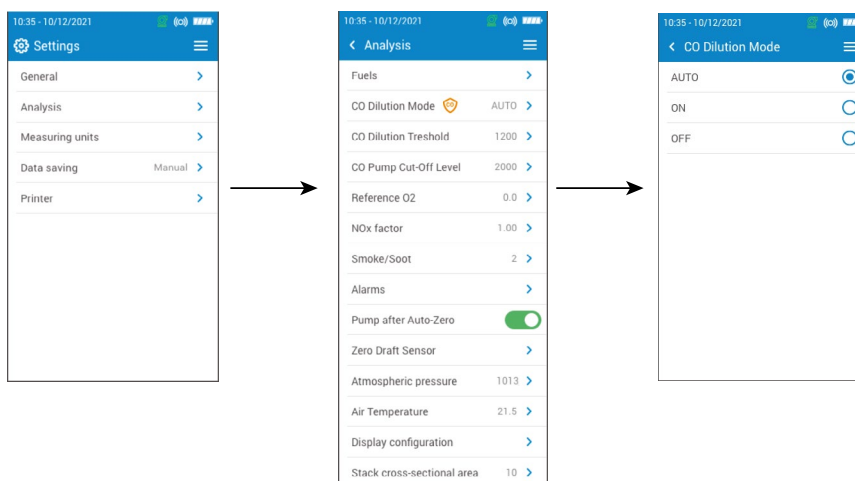 10:35 - 10/12/2021
Settings
General
Analysis
Measuring units
Data saving Manual
Printer
10:35 - 10/12/2021
Analysis
Fuels
CO Dilution Mode CO AUTO
CO Dilution Treshold 1200
CO Pump Cut-Off Level 2000
Reference O2 0.0
NOx factor 1.00
Smoke/Soot 2
Alarms
Pump after Auto-Zero
Zero Draft Sensor
Atmospheric pressure 1013
Air Temperature 21.5
Display configuration
Stack cross-sectional area 10
10:35 - 10/12/2021
CO Dilution Mode
AUTO
ON
OFF